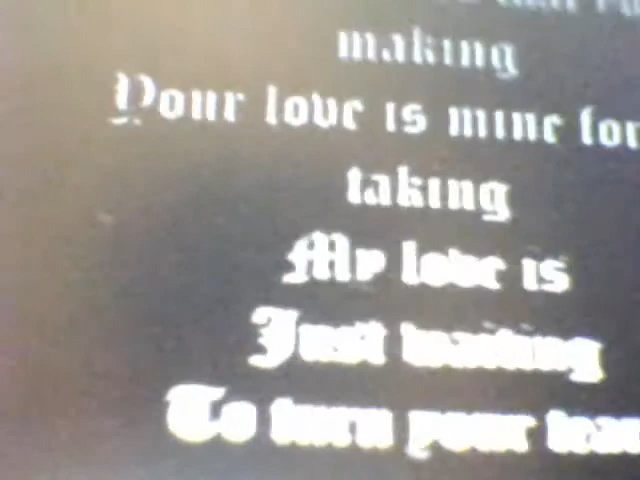 making
Your love is mine for
taking
My love is
Just waiting
To turn your